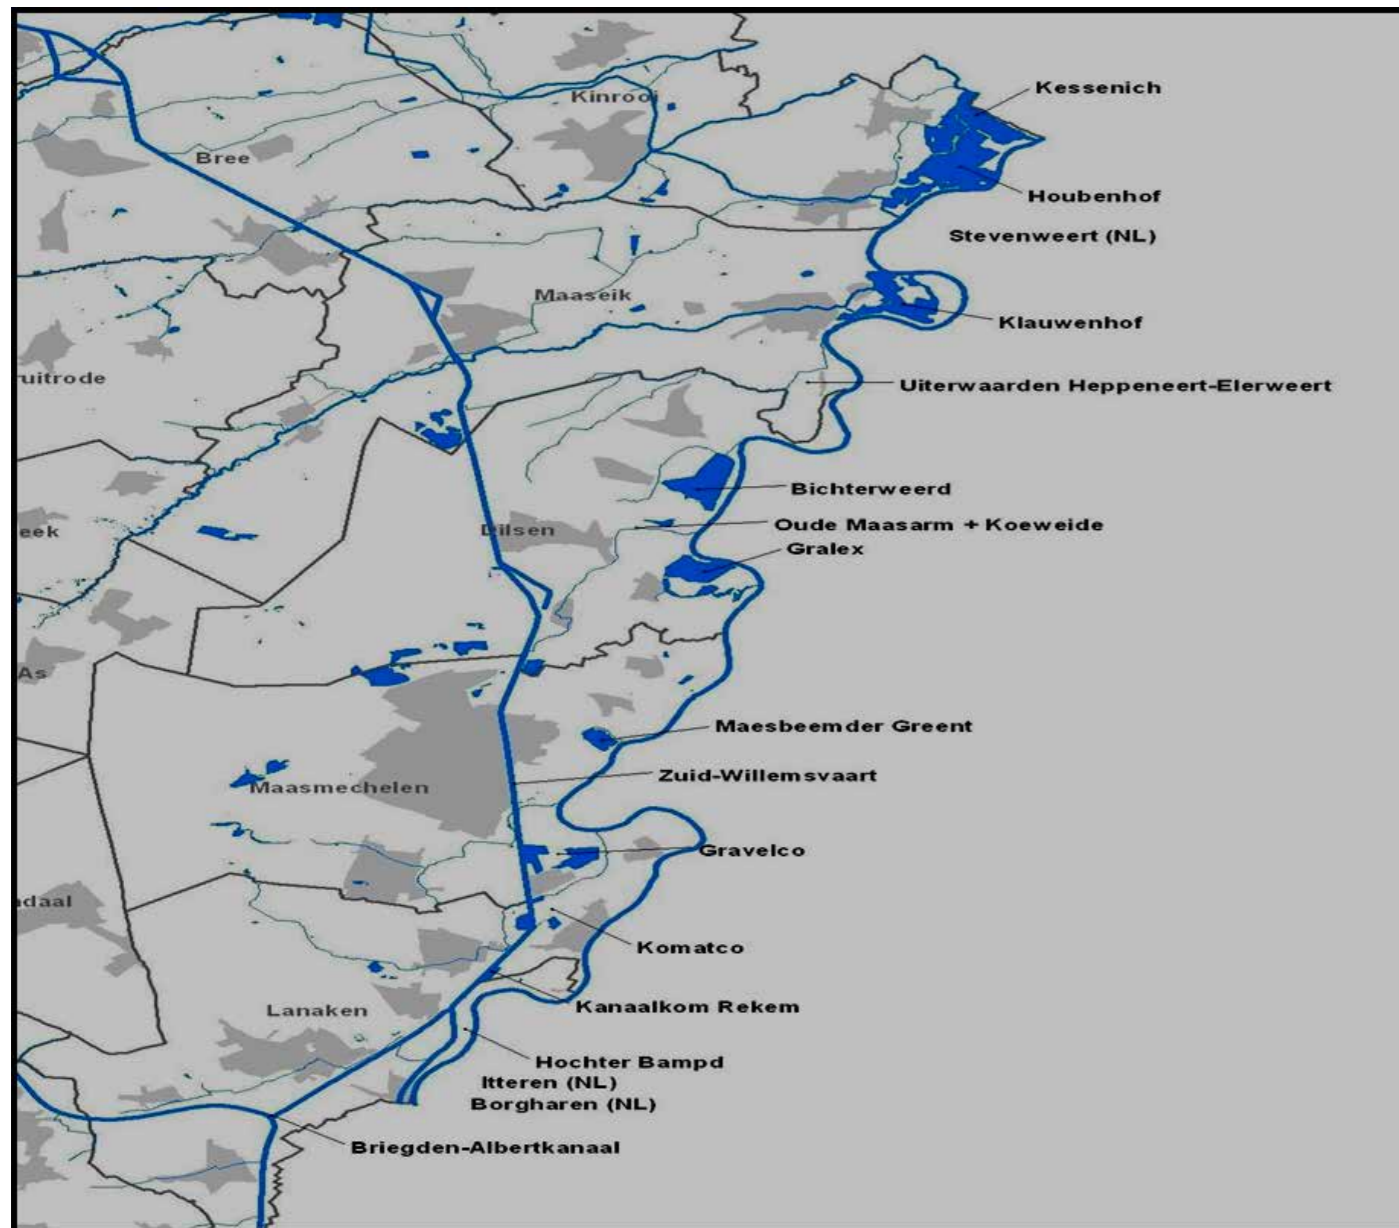 Kessenich
Kinrooi
Bree
Houbenhof
Stevenweert (NL)
Maaseik
Klauwenhof
uitrode
Uiterwaarden Heppeneert-Elerweert
Bichterweerd
Oude Maasarm + Koeweide
eek
Dilsen
Gralex
As
Maesbeemder Greent
Zuid-Willemsvaart
Maasmechelen
Gravelco
ndaal
Komatco
Kanaalkom Rekem
Lanaken
Hochter Bampd
Itteren (NL)
Borgharen (NL)
Briegden-Albertkanaal